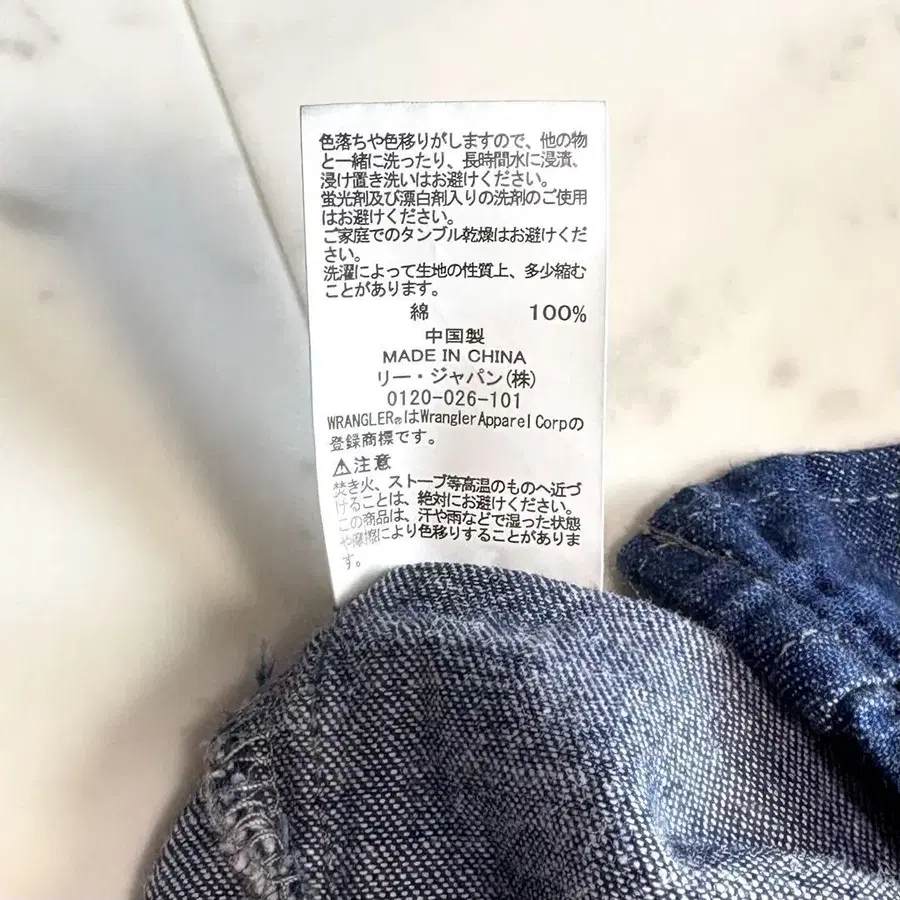 色落ちや色移りがしますので、他の物
と一緒に洗ったり、長時間水に浸漬、
浸け置き洗いはお避けください。
蛍光剤及び漂白剤入りの洗剤のご使用
はお避けください。
ご家庭でのタンブル乾燥はお避けくだ
さい。
洗濯によって生地の性質上、多少縮む
ことがあります。
綿 100%
中国製
MADE IN CHINA
リー・ジャパン(株)
0120-026-101
WRANGLER®はWrangler Apparel Corpの
登録商標です。
⚠注意
焚き火、ストーブ等高温のものへ近づ
けることは、絶対にお避けください。
この商品は、汗や雨などで湿った状態
や摩擦により色移りすることがありま
す。